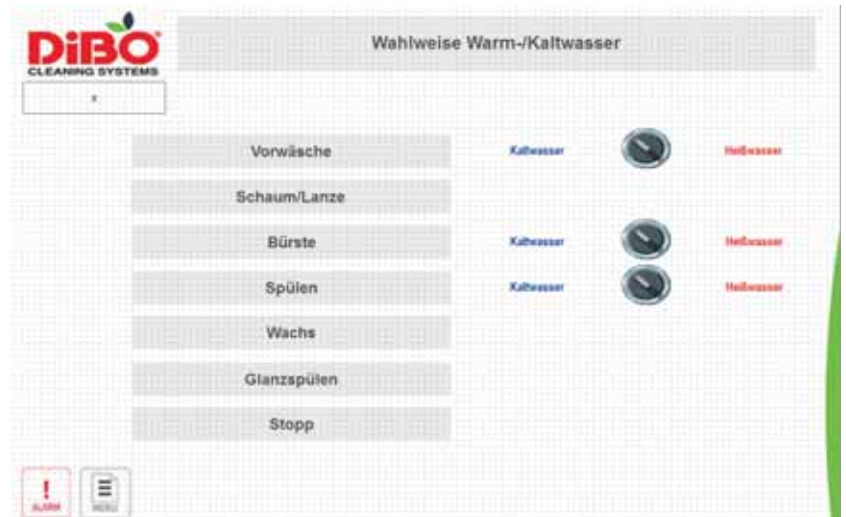 DiBO
CLEANING SYSTEMS
Wahlweise Warm-/Kaltwasser
x
Vorwäsche
Kaltwasser
Heißwasser
Schaum/Lanze
Bürste
Kaltwasser
Heißwasser
Spülen
Kaltwasser
Heißwasser
Wachs
Glanzspülen
Stopp
!
ALARM
MENU